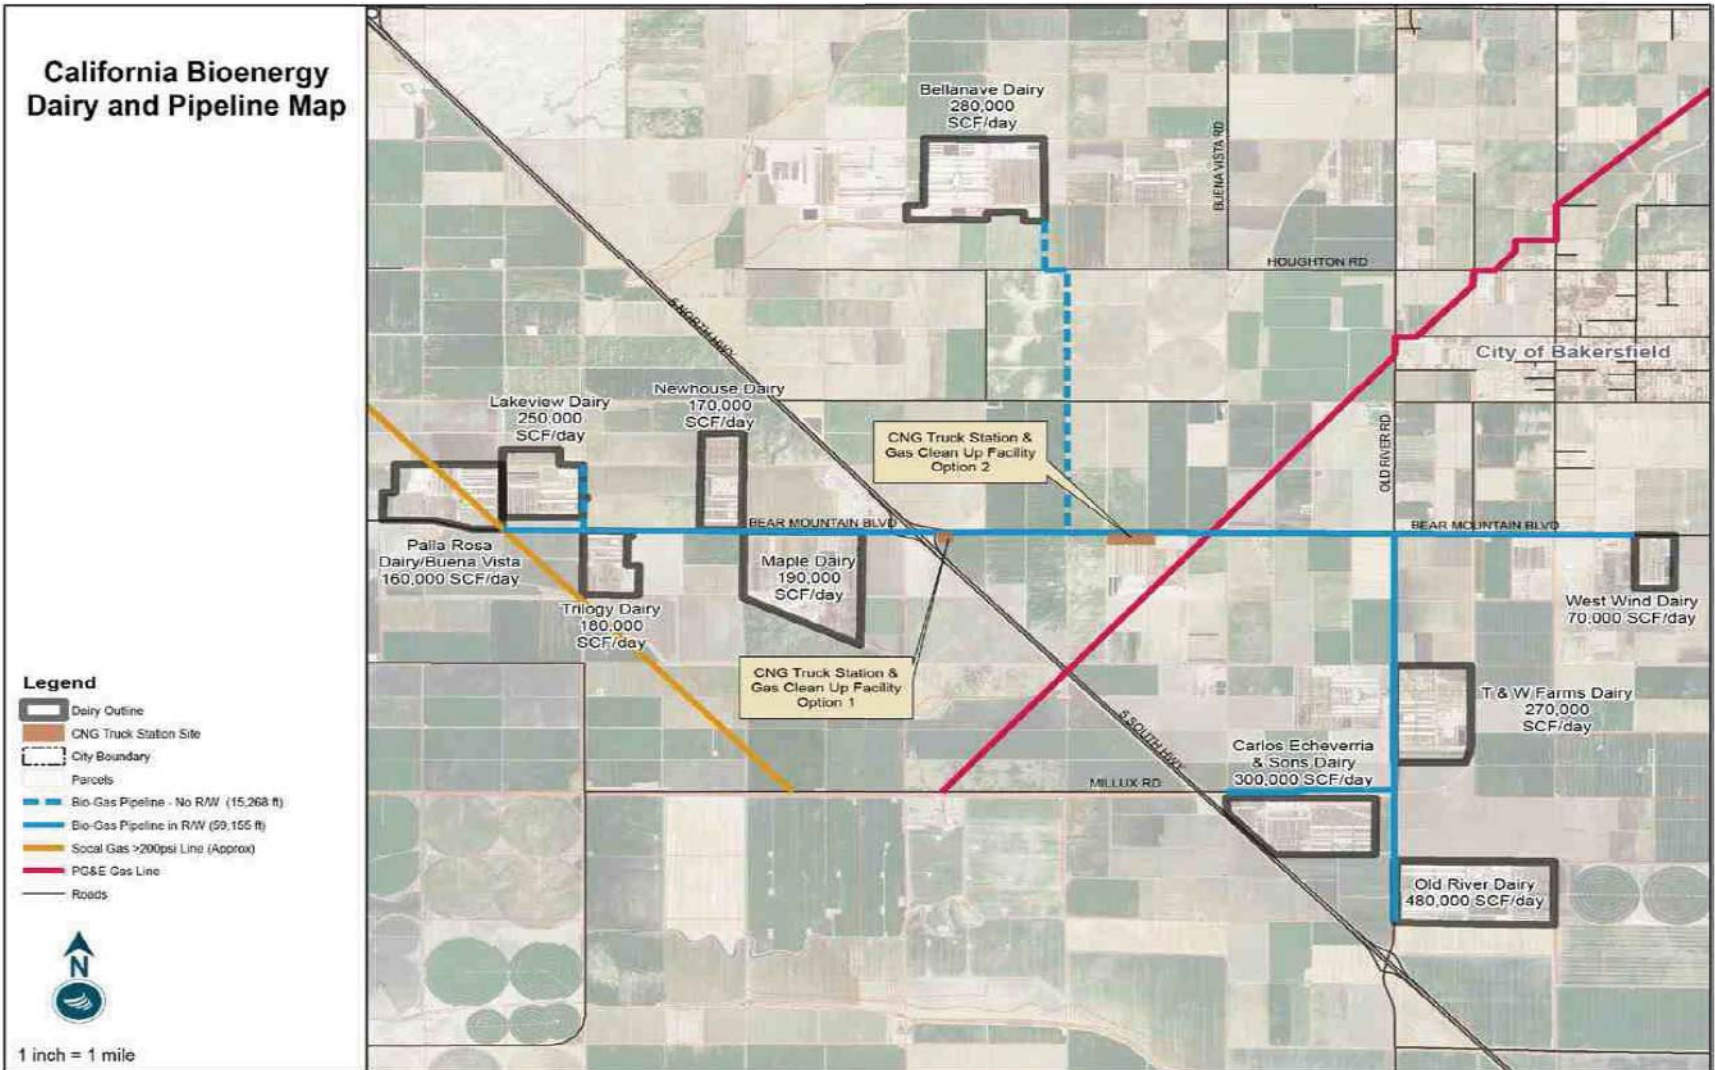 California Bioenergy
Dairy and Pipeline Map
Bellanave Dairy
280,000
SCF/day
BUENA VISTA RD
HOUGHTON RD
5 NORTH HWY
City of Bakersfield
Newhouse Dairy
170,000
SCF/day
Lakeview Dairy
250,000
SCF/day
CNG Truck Station &
Gas Clean Up Facility
Option 2
OLD RIVER RD
BEAR MOUNTAIN BLVD
BEAR MOUNTAIN BLVD
Palla Rosa
Dairy/Buena Vista
160,000 SCF/day
Maple Dairy
190,000
SCF/day
Trilogy Dairy
180,000
SCF/day
West Wind Dairy
70,000 SCF/day
CNG Truck Station &
Gas Clean Up Facility
Option 1
T & W Farms Dairy
270,000
SCF/day
5 SOUTH HWY
Carlos Echeverria
& Sons Dairy
300,000 SCF/day
MILLUX RD
Old River Dairy
480,000 SCF/day
Legend
Dairy Outline
CNG Truck Station Site
City Boundary
Parcels
Bio-Gas Pipeline - No R/W (15,268 ft)
Bio-Gas Pipeline in R/W (59,155 ft)
Socal Gas >200psi Line (Approx)
PG&E Gas Line
Roads
N
1 inch = 1 mile